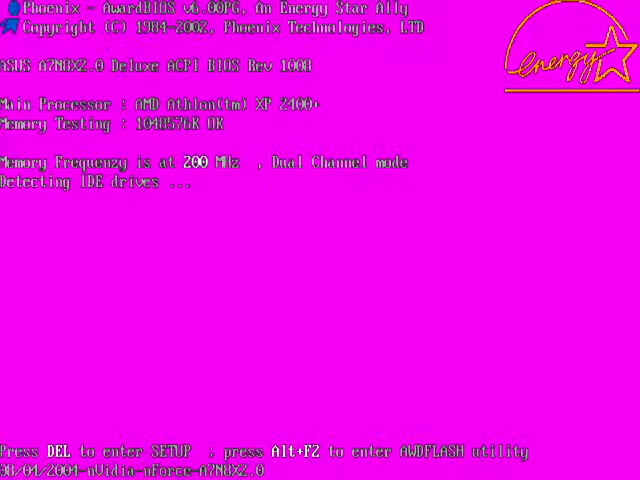 Phoenix - AwardBIOS v6.00PG, An Energy Star Ally
Copyright (C) 1984-2002, Phoenix Technologies, LTD
energy
ASUS A7N8X2.0 Deluxe ACPI BIOS Rev 1008
Main Processor : AMD Athlon(tm) XP 2400+
Memory Testing : 1048576K OK
Memory Frequenzy is at 200 MHz , Dual Channel mode
Detecting IDE drives ...
Press DEL to enter SETUP ; press Alt+F2 to enter AWDFLASH utility
08/04/2004-nVidia-nForce-A7N8X2.0